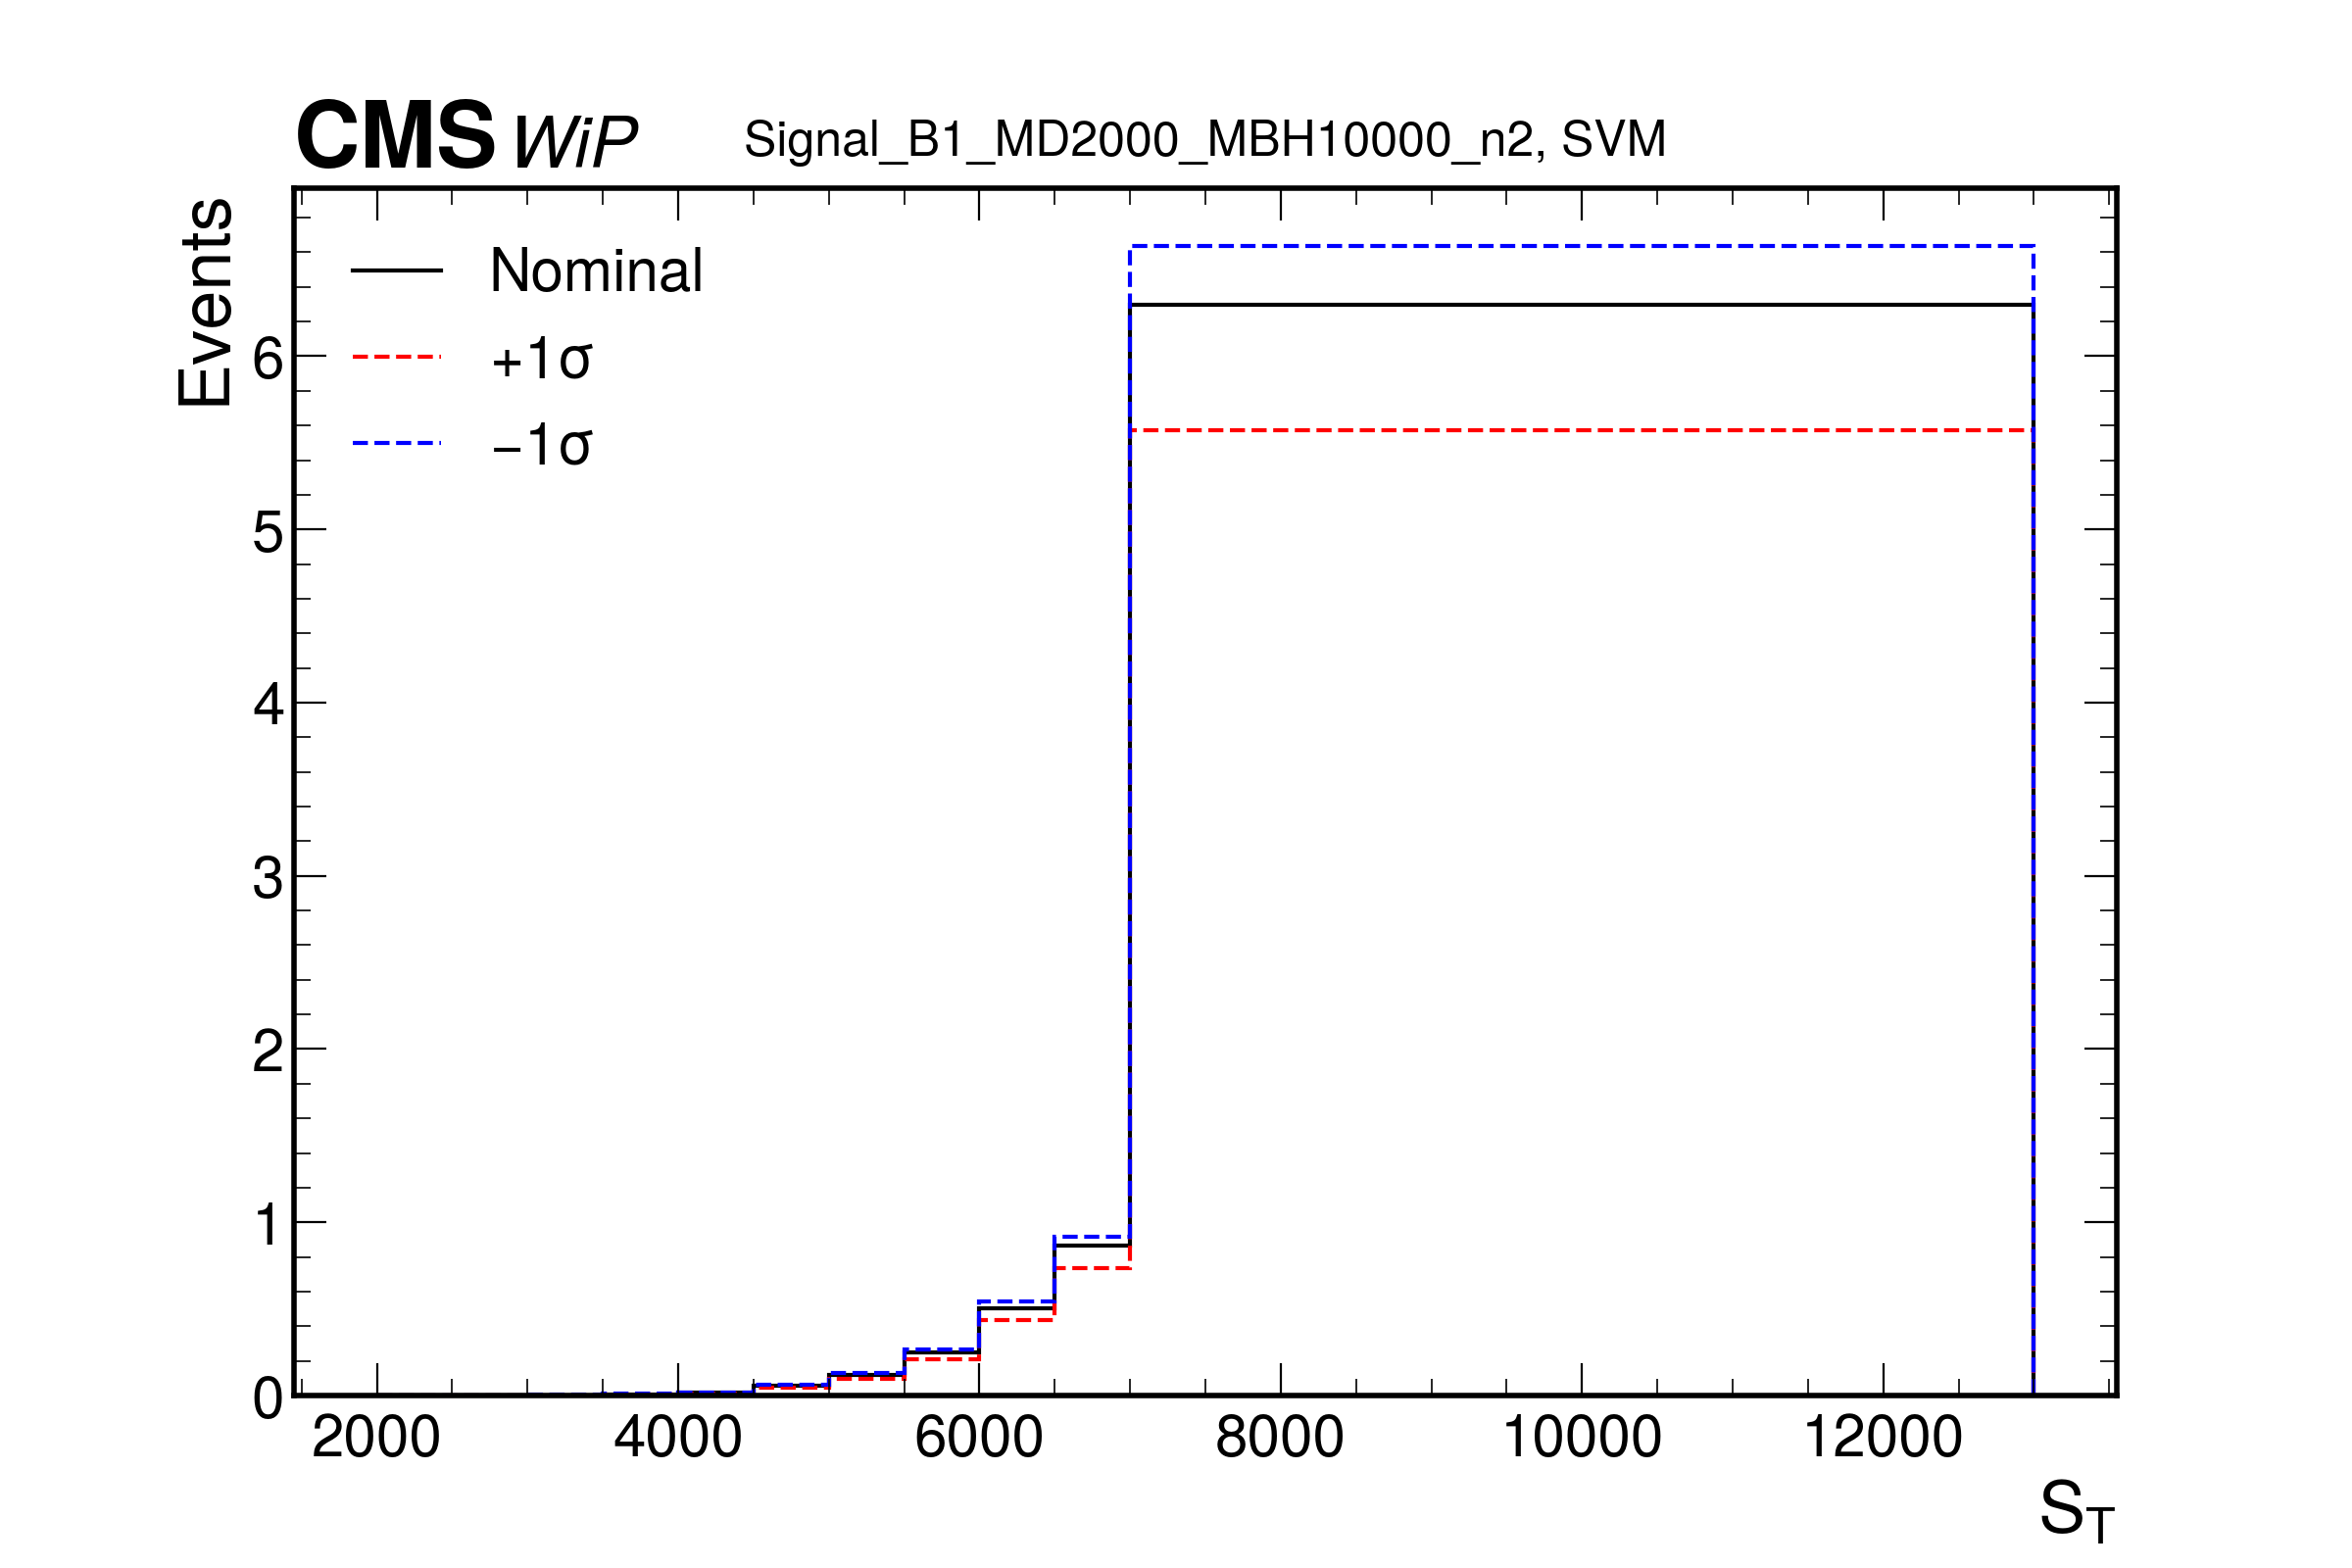 CMS WiP Signal_B1_MD2000_MBH10000_n2, SVM
Events
Nominal
+1σ
−1σ
6
5
4
3
2
1
0
2000 4000 6000 8000 10000 12000
S_T